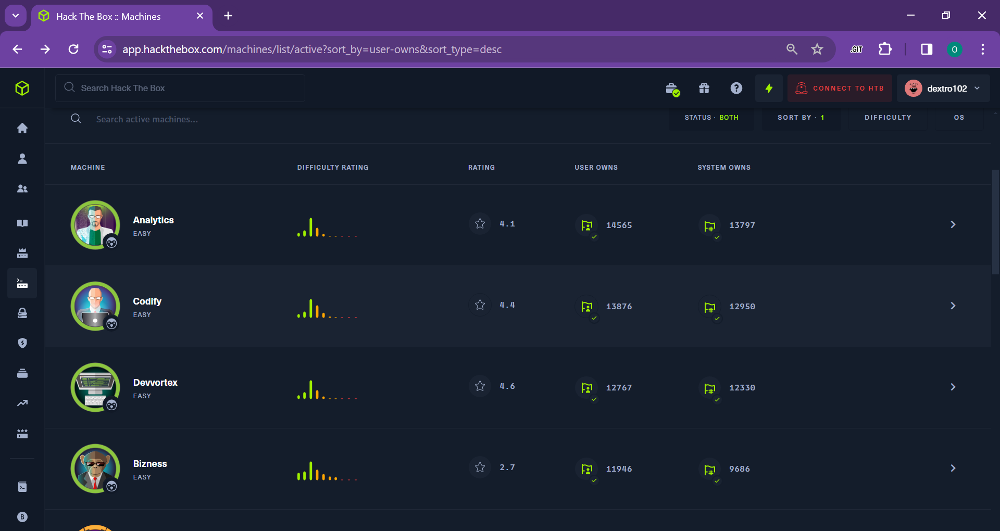 Hack The Box :: Machines
app.hackthebox.com/machines/list/active?sort_by=user-owns&sort_type=desc
.GIT
O
Search Hack The Box
CONNECT TO HTB
dextro102
Search active machines...
STATUS · BOTH
SORT BY · 1
DIFFICULTY
OS
MACHINE
DIFFICULTY RATING
RATING
USER OWNS
SYSTEM OWNS
Analytics
EASY
4.1
14565
13797
Codify
EASY
4.4
13876
12950
Devvortex
EASY
4.6
12767
12330
Bizness
EASY
2.7
11946
9686
B